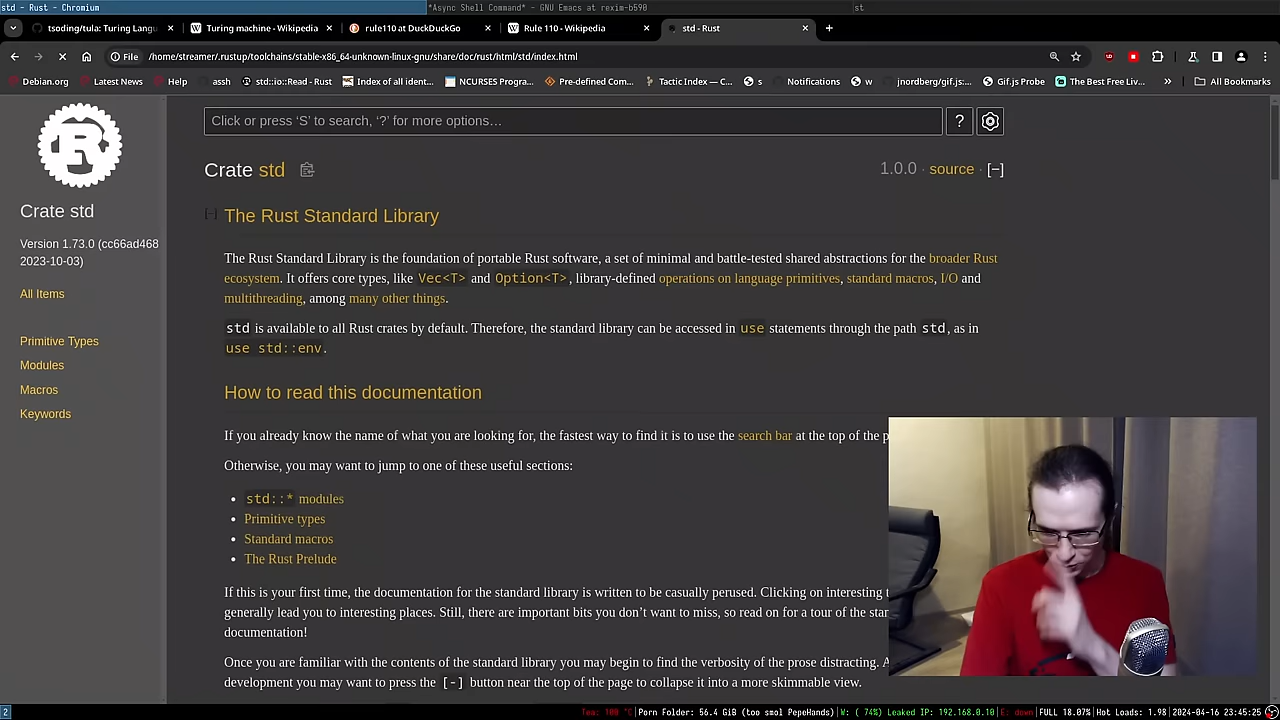 std - Rust - Chromium
*Async Shell Command* - GNU Emacs at rexim-b590
st
tsoding/tula: Turing Langu
Turing machine - Wikipedia
rule110 at DuckDuckGo
Rule 110 - Wikipedia
std - Rust
File
/home/streamer/.rustup/toolchains/stable-x86_64-unknown-linux-gnu/share/doc/rust/html/std/index.html
Debian.org
Latest News
Help
assh
std::io::Read - Rust
Index of all ident...
NCURSES Progra...
Pre-defined Com...
Tactic Index — C...
s
Notifications
w
jnordberg/gif.js:...
Gif.js Probe
The Best Free Liv...
»
All Bookmarks
Click or press ‘S’ to search, ‘?’ for more options…
?
Crate std
1.0.0 · source · [−]
Crate std
Version 1.73.0 (cc66ad468
2023-10-03)
All Items
Primitive Types
Modules
Macros
Keywords
[-] The Rust Standard Library
The Rust Standard Library is the foundation of portable Rust software, a set of minimal and battle-tested shared abstractions for the broader Rust
ecosystem. It offers core types, like Vec<T> and Option<T>, library-defined operations on language primitives, standard macros, I/O and
multithreading, among many other things.
std is available to all Rust crates by default. Therefore, the standard library can be accessed in use statements through the path std, as in
use std::env.
How to read this documentation
If you already know the name of what you are looking for, the fastest way to find it is to use the search bar at the top of the p
Otherwise, you may want to jump to one of these useful sections:
• std::* modules
• Primitive types
• Standard macros
• The Rust Prelude
If this is your first time, the documentation for the standard library is written to be casually perused. Clicking on interesting t
generally lead you to interesting places. Still, there are important bits you don’t want to miss, so read on for a tour of the star
documentation!
Once you are familiar with the contents of the standard library you may begin to find the verbosity of the prose distracting. A
development you may want to press the [-] button near the top of the page to collapse it into a more skimmable view.
2
Tea: 100 °C|Porn Folder: 56.4 GiB (too smol PepeHands)|W: ( 74%) Leaked IP: 192.168.0.10|E: down|FULL 18.07%|Hot Loads: 1.98|2024-04-16 23:45:25